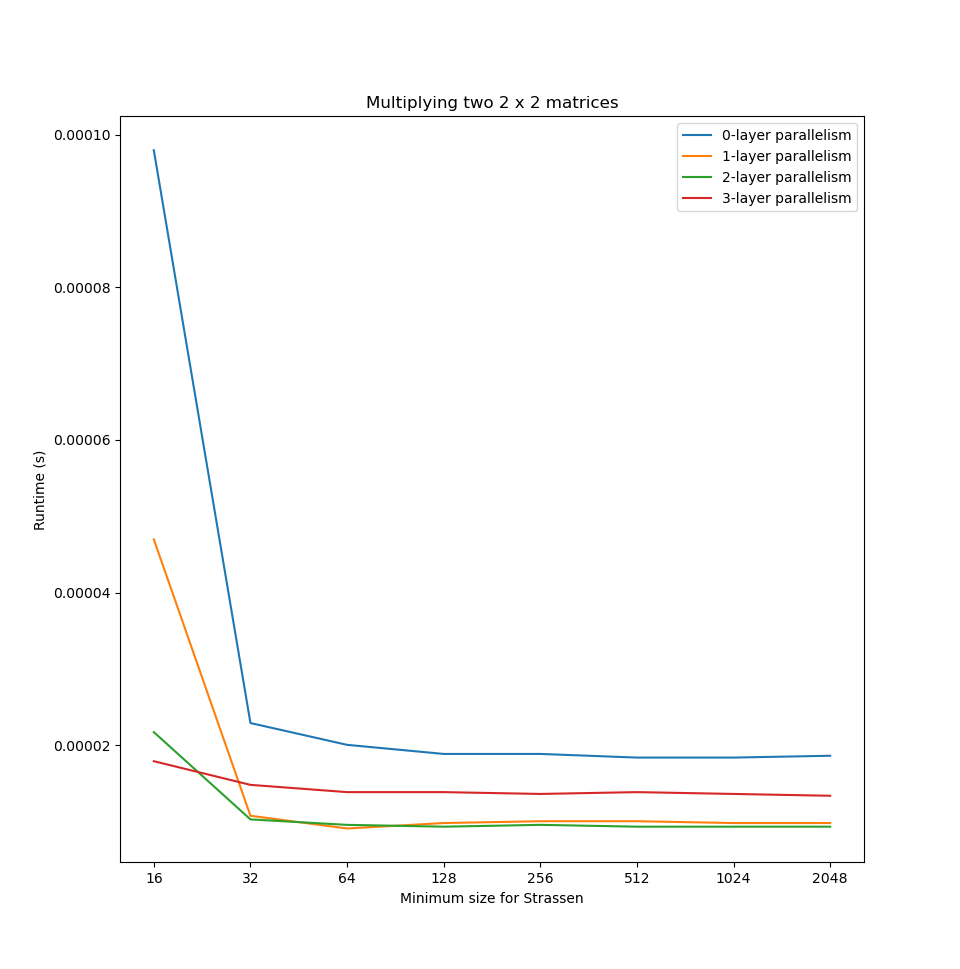 Multiplying two 2 x 2 matrices
0-layer parallelism
1-layer parallelism
2-layer parallelism
3-layer parallelism
0.00010
0.00008
0.00006
0.00004
0.00002
Runtime (s)
16 32 64 128 256 512 1024 2048
Minimum size for Strassen